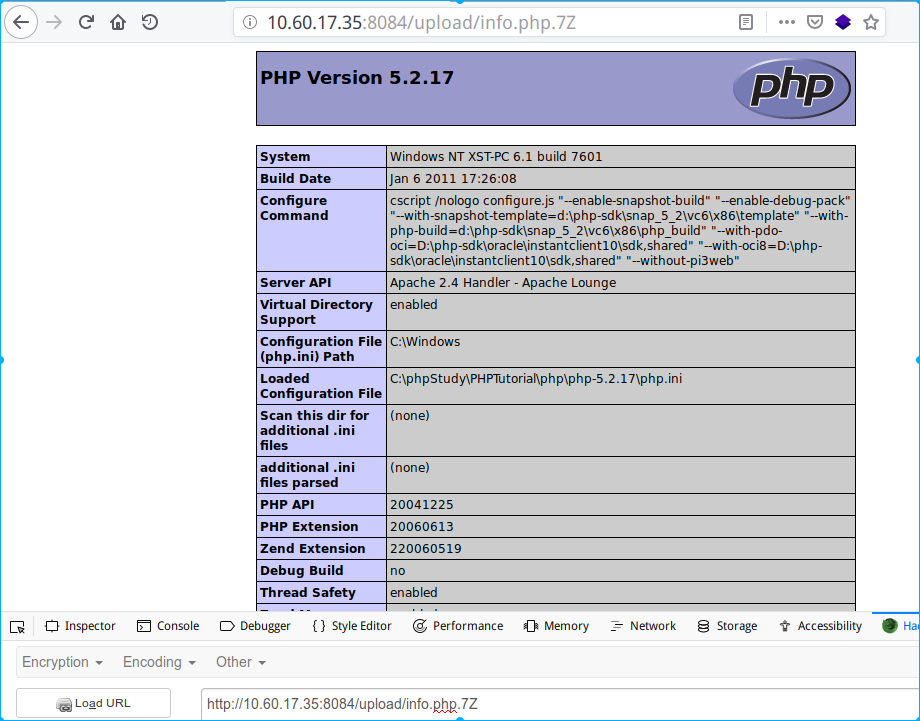 10.60.17.35:8084/upload/info.php.7Z
PHP Version 5.2.17
php
System Windows NT XST-PC 6.1 build 7601
Build Date Jan 6 2011 17:26:08
Configure Command cscript /nologo configure.js "--enable-snapshot-build" "--enable-debug-pack"
"--with-snapshot-template=d:\php-sdk\snap_5_2\vc6\x86\template" "--with-
php-build=d:\php-sdk\snap_5_2\vc6\x86\php_build" "--with-pdo-
oci=D:\php-sdk\oracle\instantclient10\sdk,shared" "--with-oci8=D:\php-
sdk\oracle\instantclient10\sdk,shared" "--without-pi3web"
Server API Apache 2.4 Handler - Apache Lounge
Virtual Directory Support enabled
Configuration File (php.ini) Path C:\Windows
Loaded Configuration File C:\phpStudy\PHPTutorial\php\php-5.2.17\php.ini
Scan this dir for additional .ini files (none)
additional .ini files parsed (none)
PHP API 20041225
PHP Extension 20060613
Zend Extension 220060519
Debug Build no
Thread Safety enabled
Inspector Console Debugger Style Editor Performance Memory Network Storage Accessibility Hac
Encryption Encoding Other
Load URL http://10.60.17.35:8084/upload/info.php.7Z